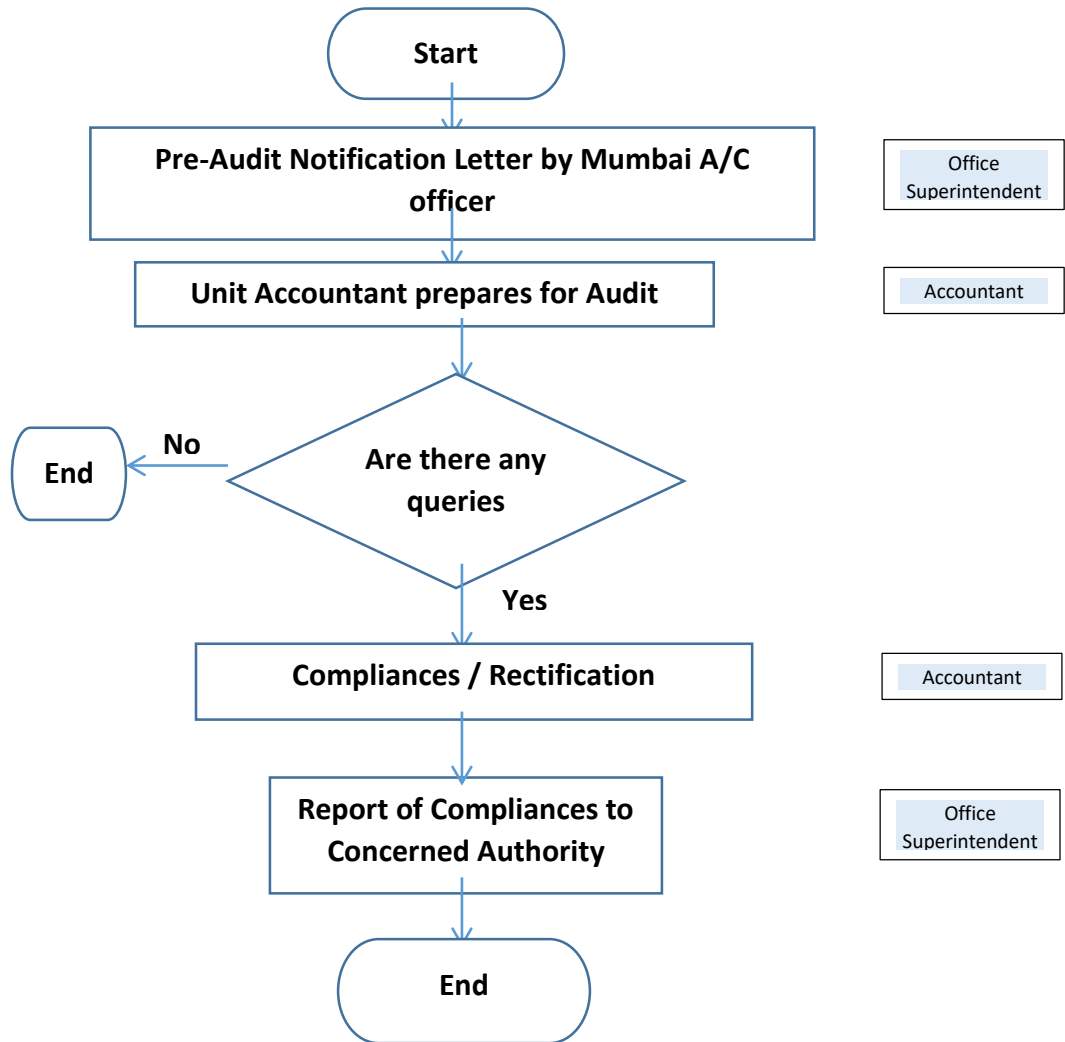 Start
Pre-Audit Notification Letter by Mumbai A/C
officer
Office
Superintendent
Unit Accountant prepares for Audit
Accountant
No
End
Are there any
queries
Yes
Compliances / Rectification
Accountant
Report of Compliances to
Concerned Authority
Office
Superintendent
End